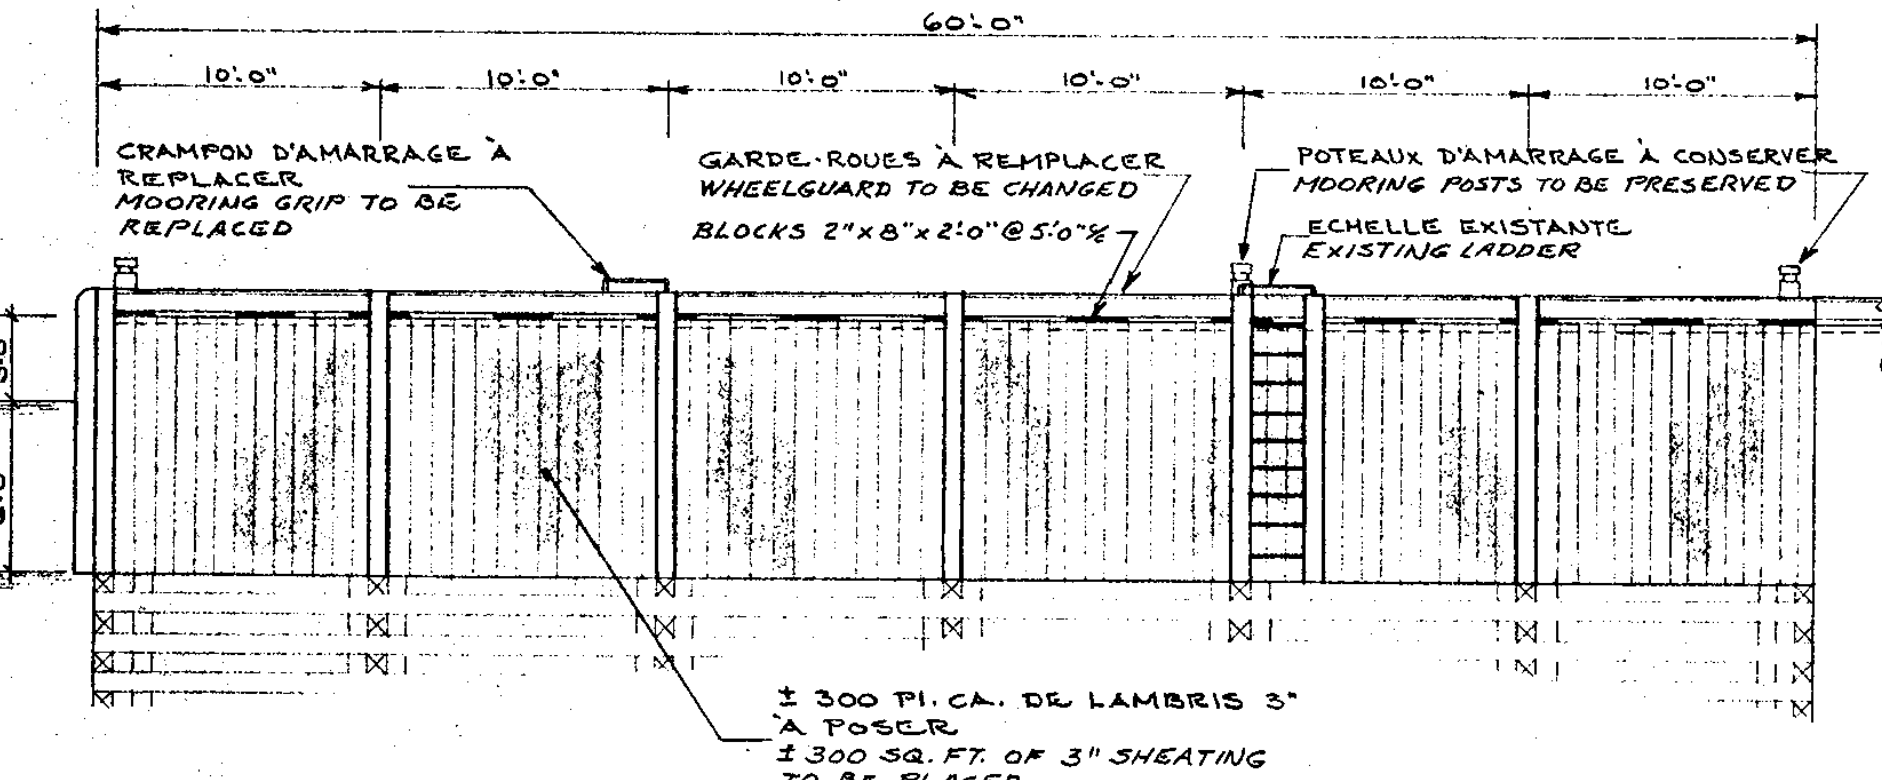 60'-0"
10'-0" 10'-0" 10'-0" 10'-0" 10'-0" 10'-0"
CRAMPON D'AMARRAGE À
REPLACER
MOORING GRIP TO BE
REPLACED
GARDE-ROUES À REMPLACER
WHEELGUARD TO BE CHANGED
BLOCKS 2"x8"x2'-0"@5'-0"c/c
POTEAUX D'AMARRAGE À CONSERVER
MOORING POSTS TO BE PRESERVED
ECHELLE EXISTANTE
EXISTING LADDER
± 300 PI. CA. DE LAMBRIS 3"
À POSER
± 300 SQ. FT. OF 3" SHEATING
TO BE PLACED